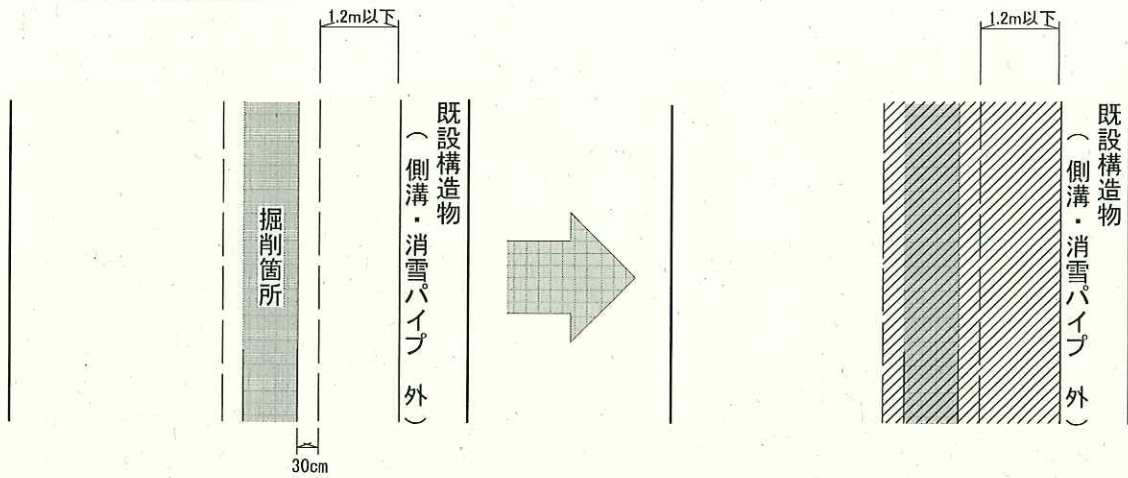 1.2m以下
既設構造物
（側溝・消雪パイプ 外）
掘削箇所
30cm
1.2m以下
既設構造物
（側溝・消雪パイプ 外）